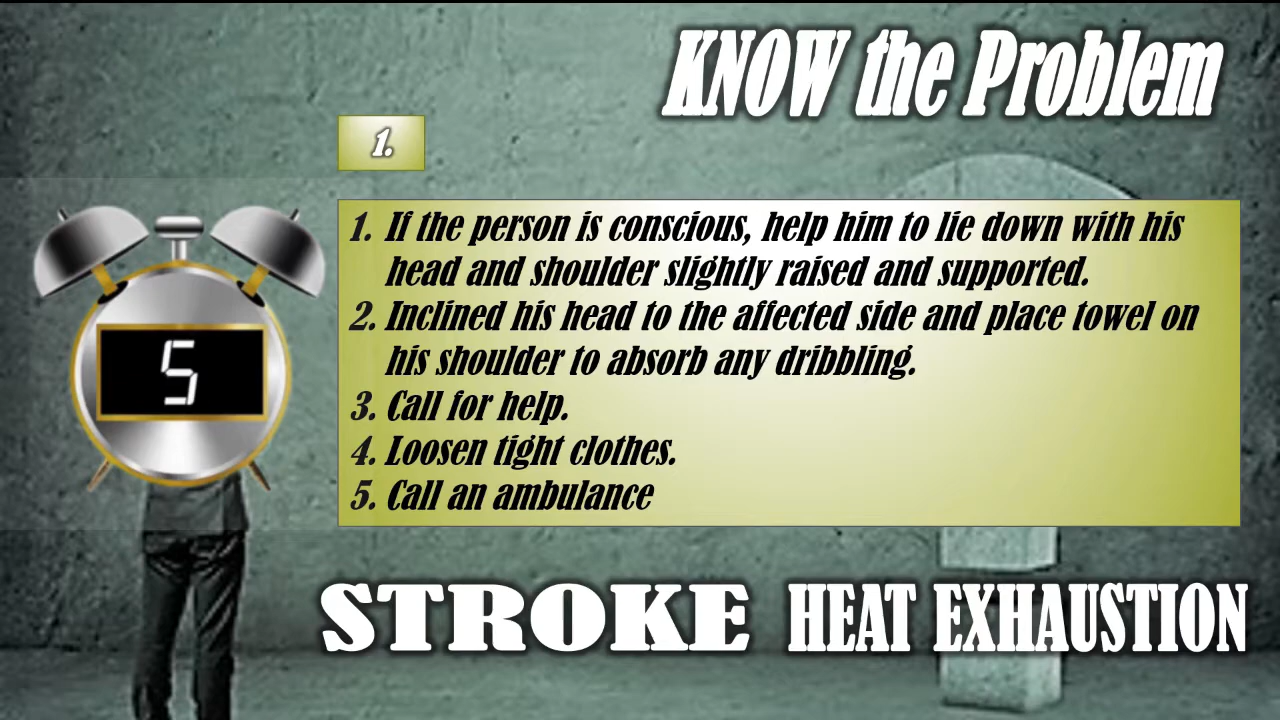 KNOW the Problem
1.
1. If the person is conscious, help him to lie down with his
head and shoulder slightly raised and supported.
2. Inclined his head to the affected side and place towel on
his shoulder to absorb any dribbling.
3. Call for help.
4. Loosen tight clothes.
5. Call an ambulance
5
STROKE HEAT EXHAUSTION